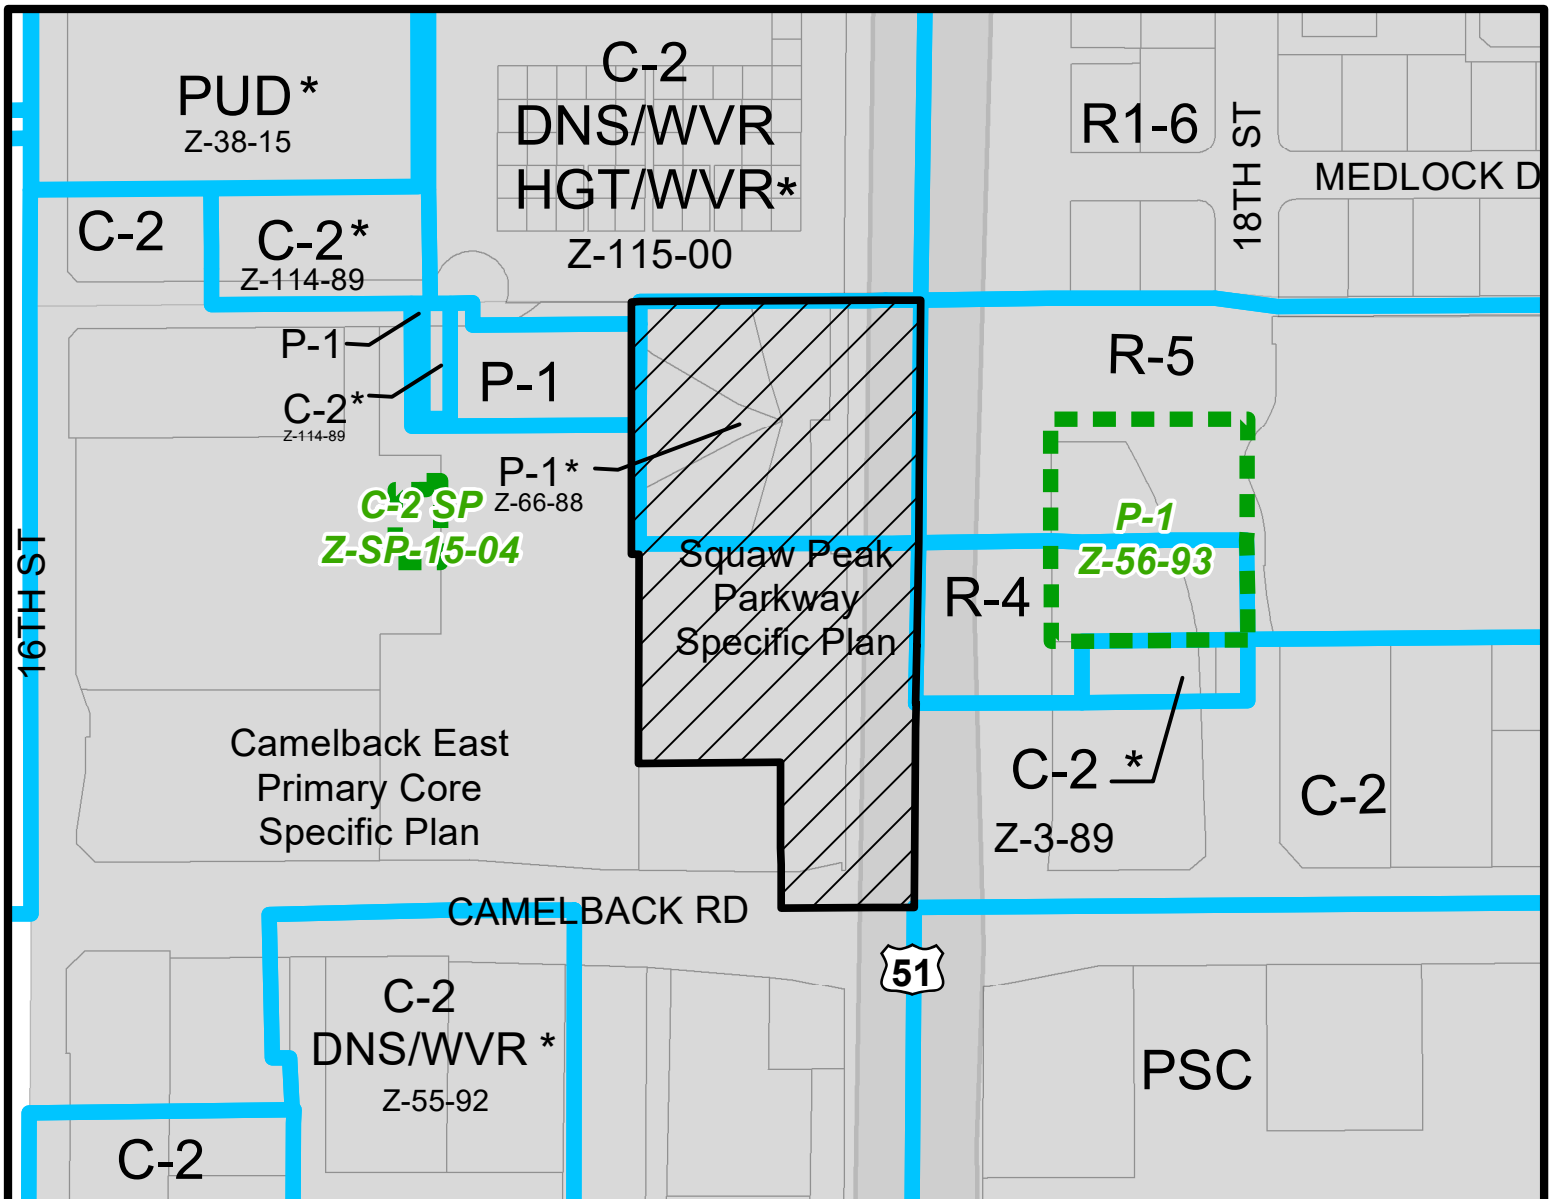 PUD *
Z-38-15
C-2
DNS/WVR
HGT/WVR*
Z-115-00
R1-6
18TH ST
MEDLOCK D
C-2
C-2 *
Z-114-89
P-1
C-2*
Z-114-89
P-1
R-5
P-1*
Z-66-88
C-2 SP
Z-SP-15-04
P-1
Z-56-93
16TH ST
Squaw Peak
Parkway
Specific Plan
R-4
Camelback East
Primary Core
Specific Plan
C-2 *
Z-3-89
C-2
CAMELBACK RD
51
C-2
DNS/WVR *
Z-55-92
PSC
C-2